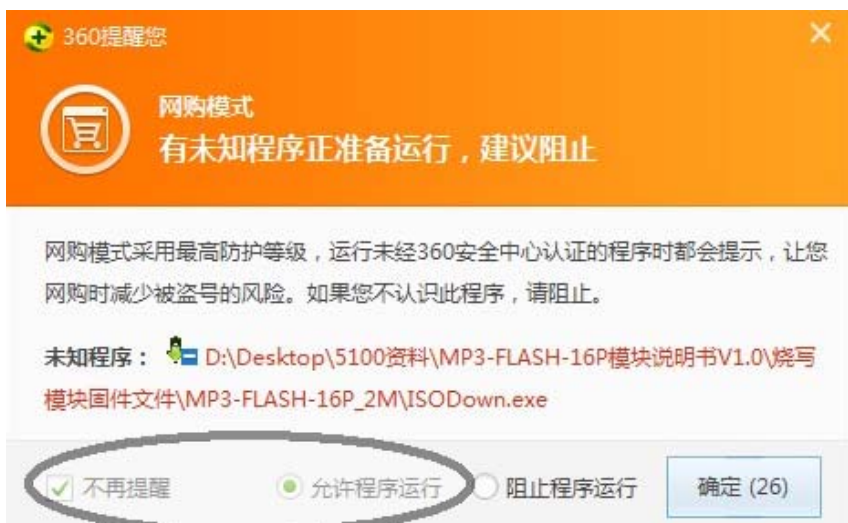 360提醒您
网购模式
有未知程序正准备运行，建议阻止
网购模式采用最高防护等级，运行未经360安全中心认证的程序时都会提示，让您
网购时减少被盗号的风险。如果您不认识此程序，请阻止。
未知程序： D:\Desktop\5100资料\MP3-FLASH-16P模块说明书V1.0\烧写
模块固件文件\MP3-FLASH-16P_2M\ISODown.exe
不再提醒 允许程序运行 阻止程序运行 确定 (26)